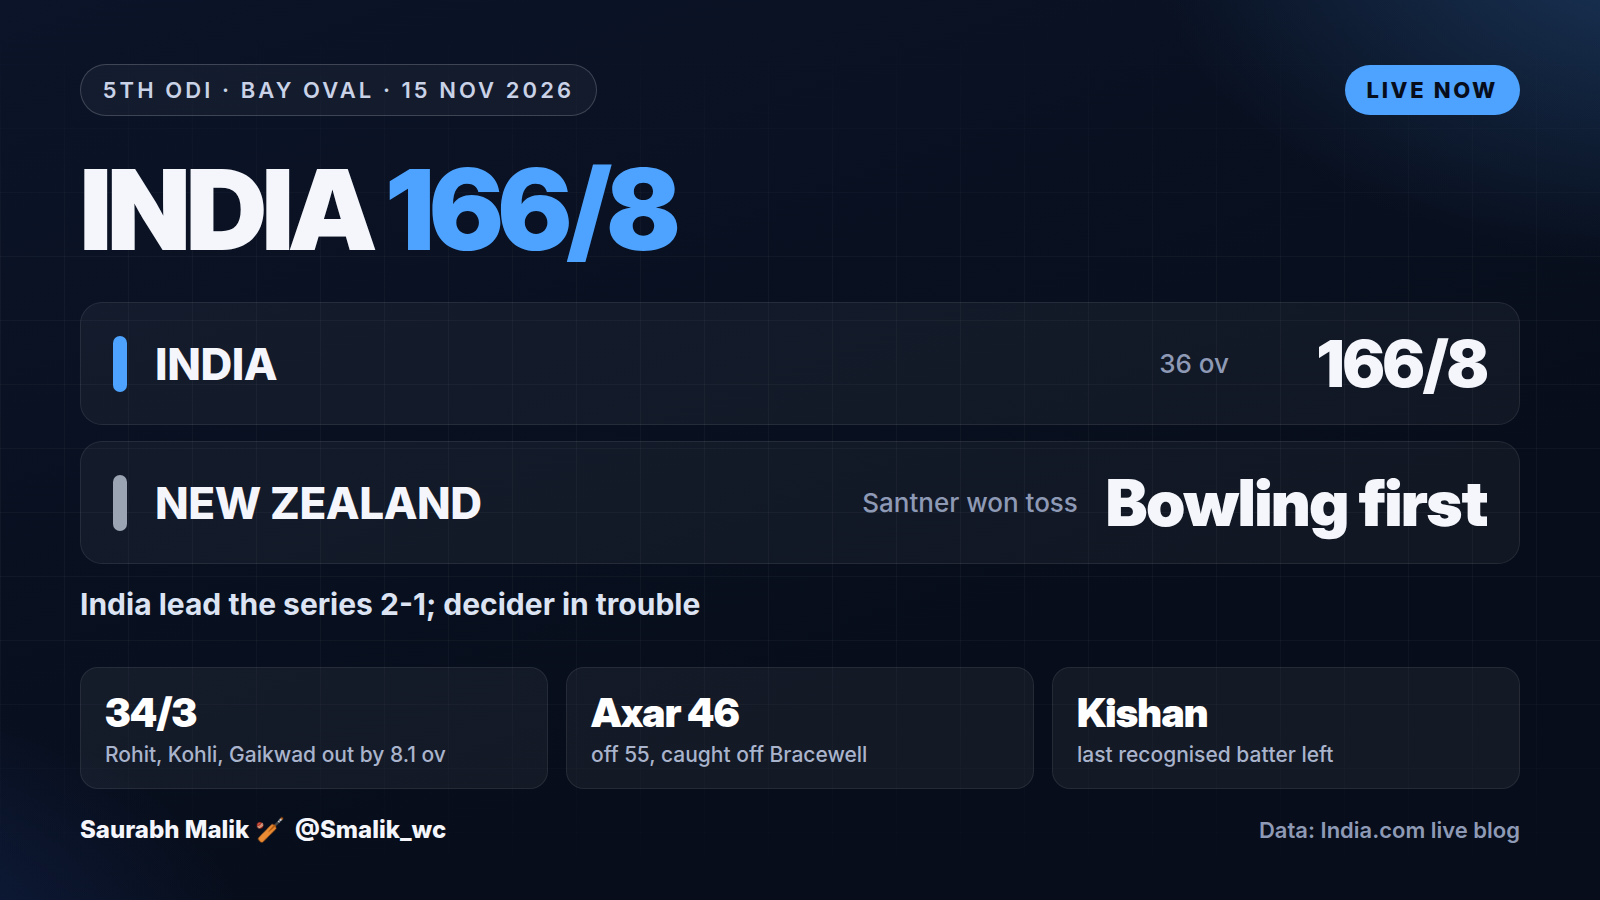 5TH ODI · BAY OVAL · 15 NOV 2026
LIVE NOW
INDIA 166/8
INDIA 36 ov 166/8
NEW ZEALAND Santner won toss Bowling first
India lead the series 2-1; decider in trouble
34/3
Rohit, Kohli, Gaikwad out by 8.1 ov
Axar 46
off 55, caught off Bracewell
Kishan
last recognised batter left
Saurabh Malik 🏏 @Smalik_wc
Data: India.com live blog